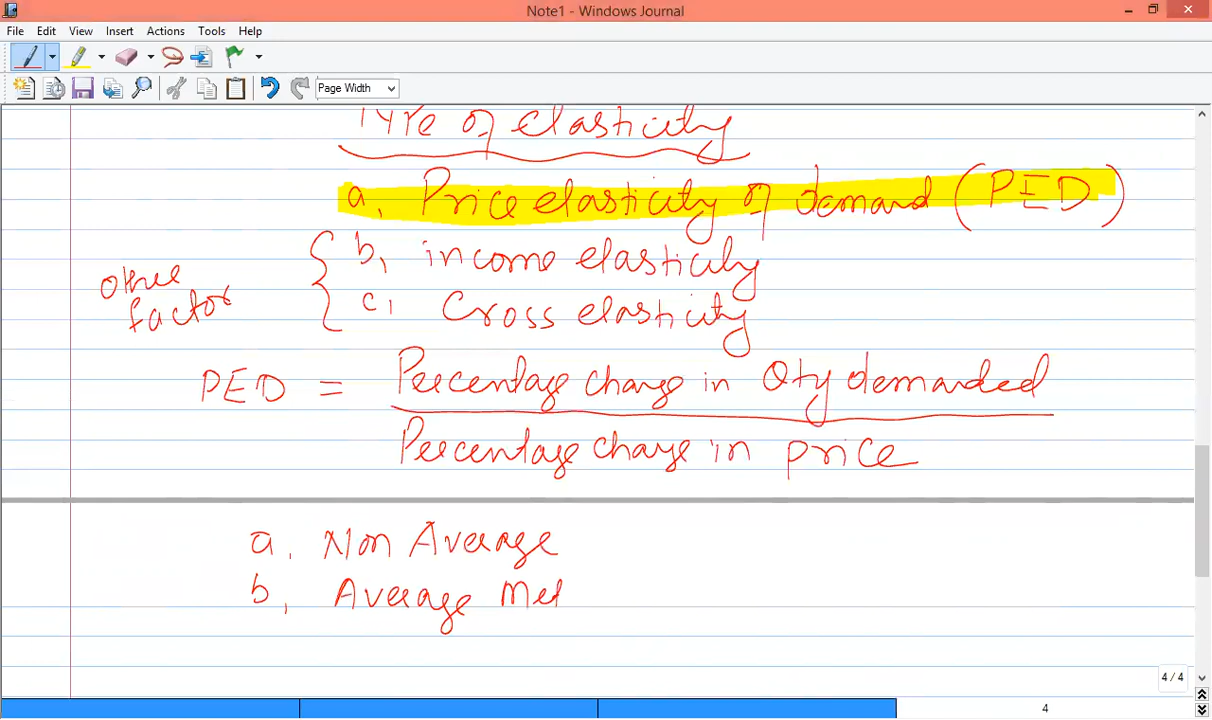 Note1 - Windows Journal
File Edit View Insert Actions Tools Help
Page Width
Type of elasticity
a, Price elasticity of demand (PED)
b, income elasticity
other factor
c, Cross elasticity
PED = Percentage change in Qty demanded
Percentage change in price
a, Non Average
b, Average Met
4 / 4
4